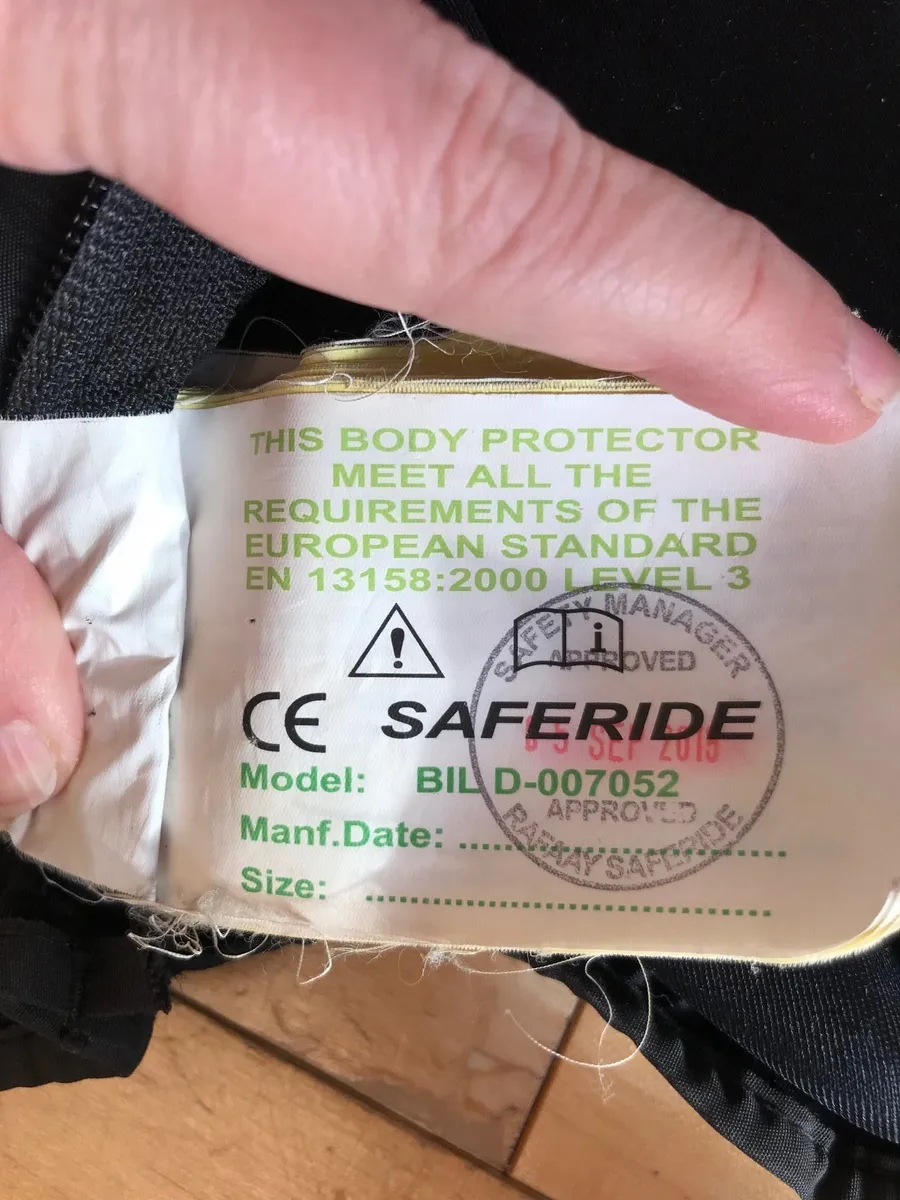 THIS BODY PROTECTOR
MEET ALL THE
REQUIREMENTS OF THE
EUROPEAN STANDARD
EN 13158:2000 LEVEL 3
SAFETY MANAGER
APPROVED
i
CE SAFERIDE
SEP 2015
Model: BIL D-007052
APPROVED
Manf.Date: ................................
RAFAAY SAFERIDE
Size: .......................................